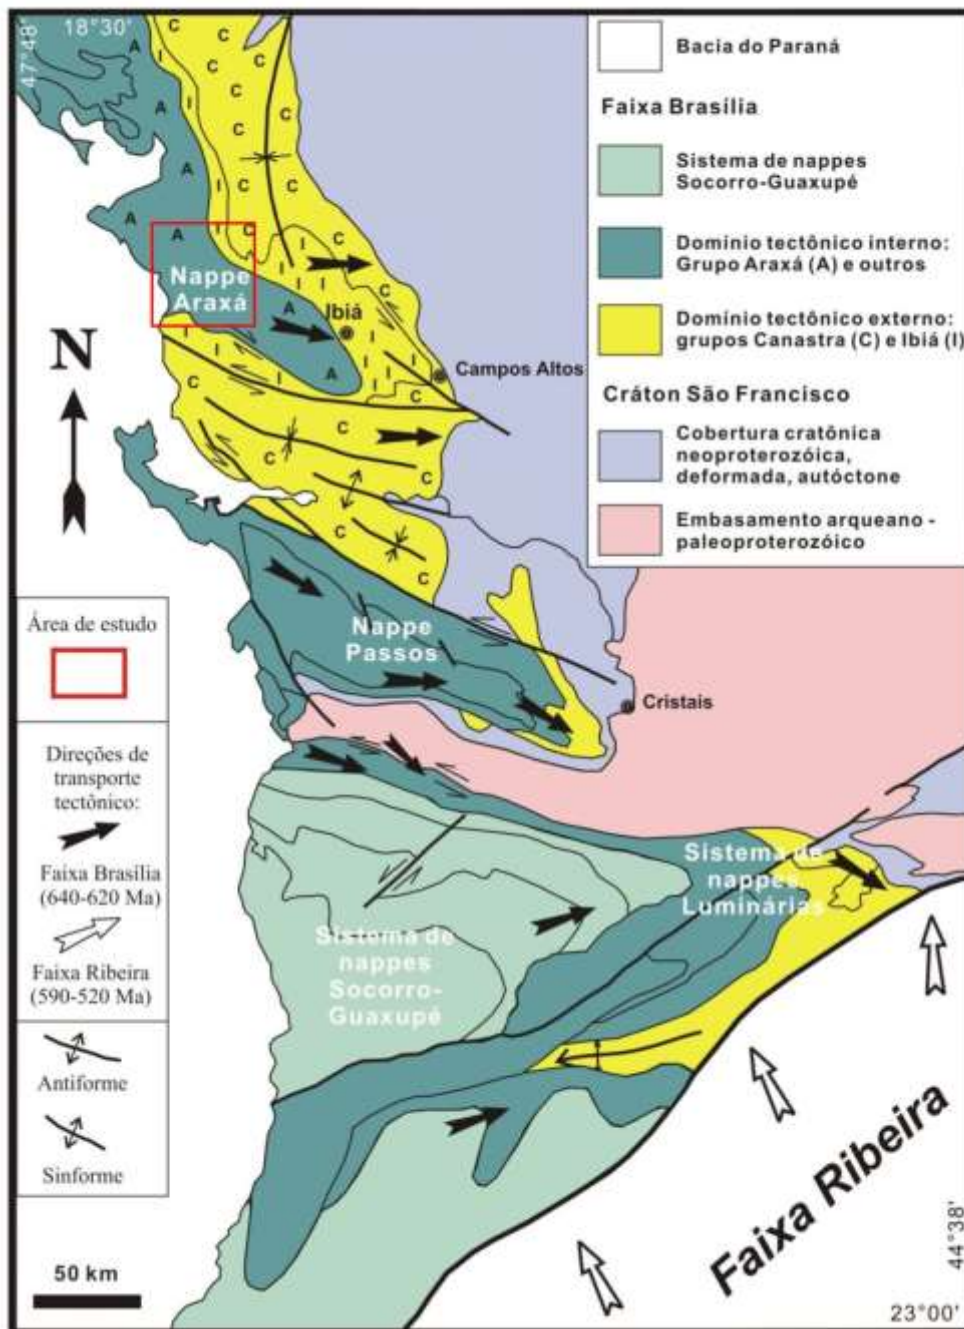 47°48'
18°30'
Bacia do Paraná
Faixa Brasília
Sistema de nappes
Socorro-Guaxupé
Domínio tectônico interno:
Grupo Araxá (A) e outros
Domínio tectônico externo:
grupos Canastra (C) e Ibiá (I)
Cráton São Francisco
Cobertura cratônica
neoproterozóica,
deformada, autóctone
Embasamento arqueano -
paleoproterozóico
Nappe
Araxá
Ibiá
Campos Altos
N
Nappe
Passos
Cristais
Sistema de
nappes
Luminárias
Sistema de
nappes
Socorro-
Guaxupé
Faixa Ribeira
Área de estudo
Direções de
transporte
tectônico:
Faixa Brasília
(640-620 Ma)
Faixa Ribeira
(590-520 Ma)
Antiforme
Sinforme
50 km
44°38'
23°00'